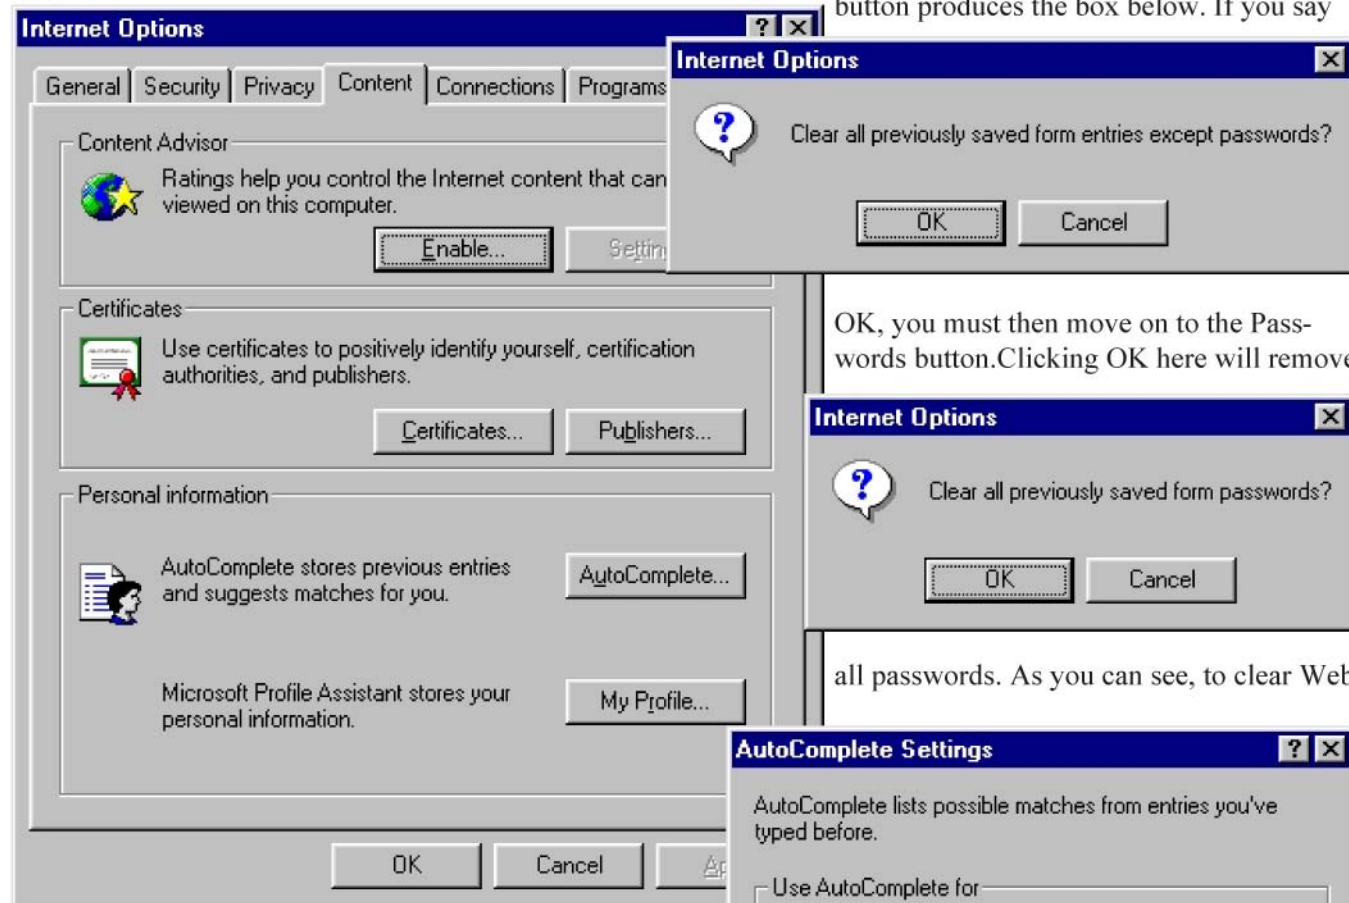 Internet Options
General Security Privacy Content Connections Programs
Content Advisor
Ratings help you control the Internet content that can
viewed on this computer.
Enable...
Certificates
Use certificates to positively identify yourself, certification
authorities, and publishers.
Certificates... Publishers...
Personal information
AutoComplete stores previous entries
and suggests matches for you.
AutoComplete...
Microsoft Profile Assistant stores your
personal information.
My Profile...
OK Cancel
button produces the box below. If you say
Internet Options
Clear all previously saved form entries except passwords?
OK Cancel
OK, you must then move on to the Pass-
words button.Clicking OK here will remove
Internet Options
Clear all previously saved form passwords?
OK Cancel
all passwords. As you can see, to clear Web
AutoComplete Settings
AutoComplete lists possible matches from entries you've
typed before.
Use AutoComplete for